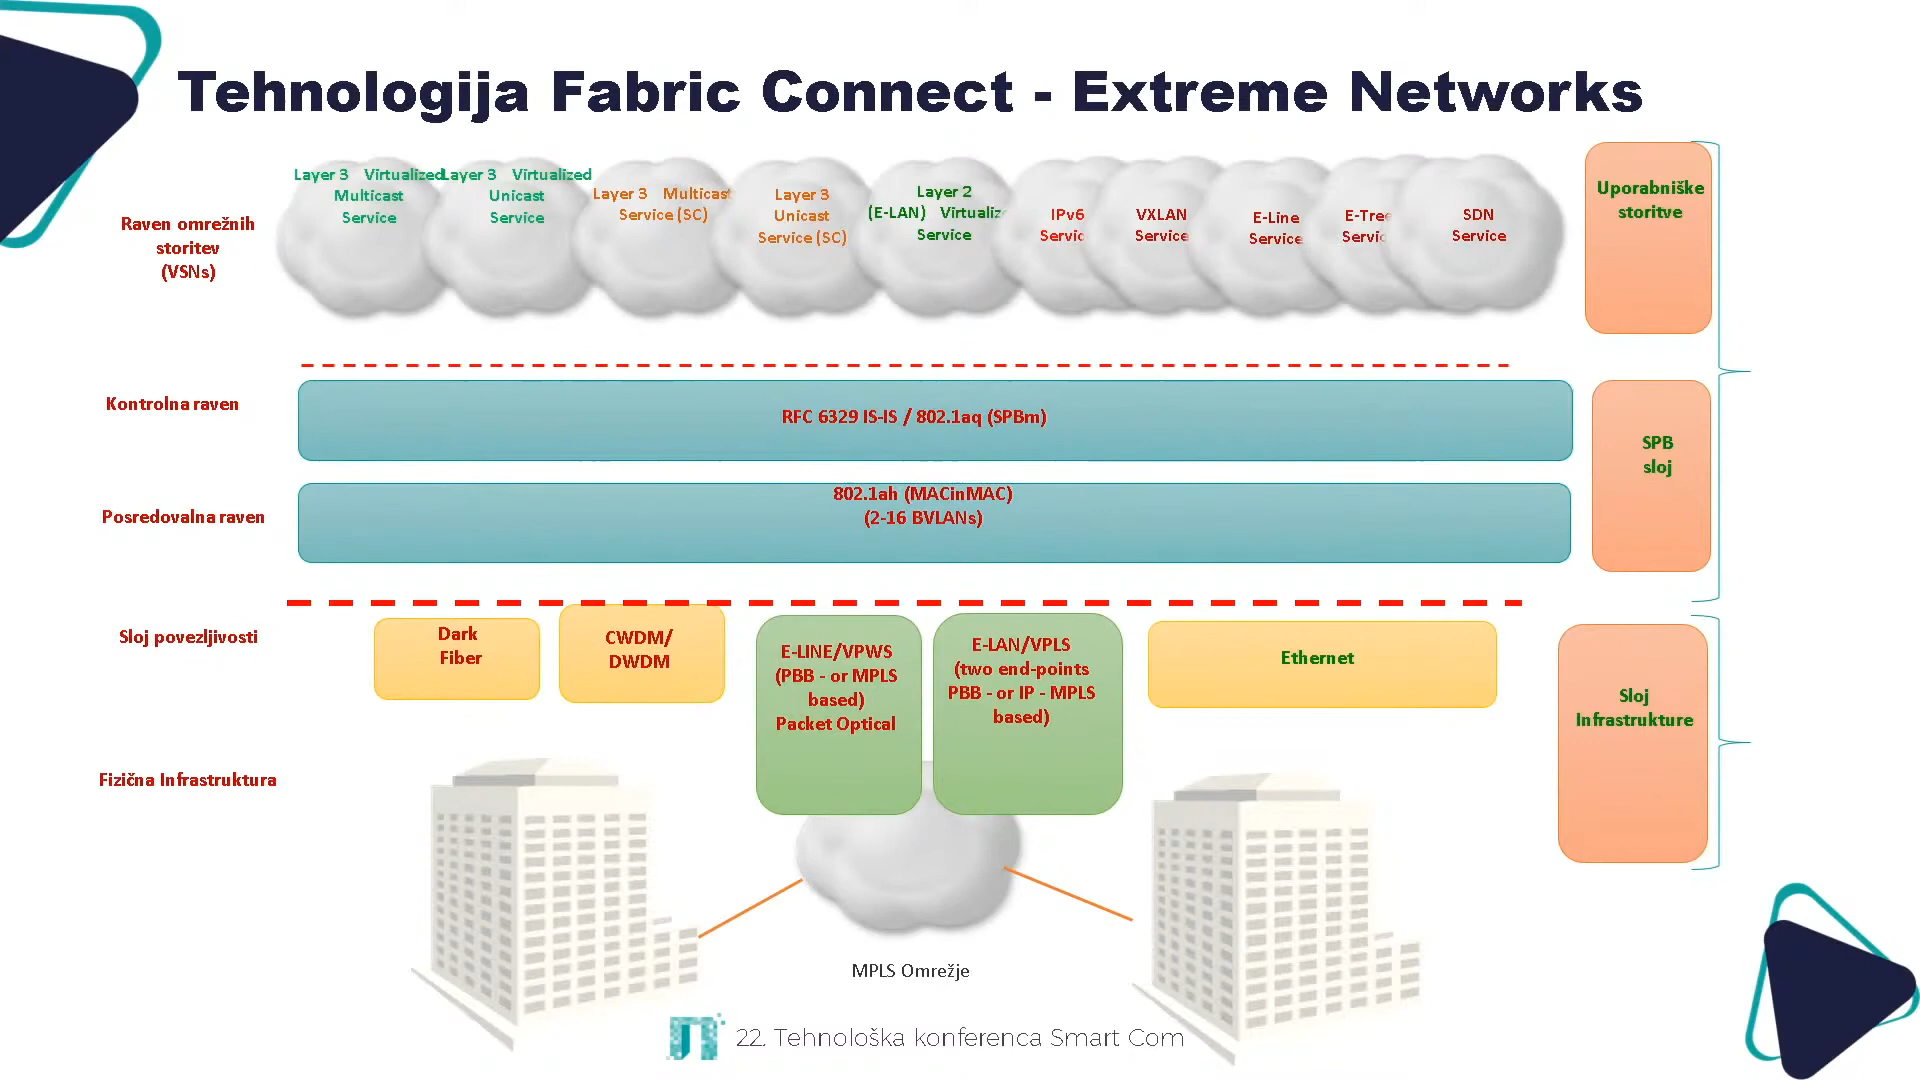 Tehnologija Fabric Connect - Extreme Networks
Raven omrežnih
storitev
(VSNs)
Layer 3 Virtualized
Multicast
Service
Layer 3 Virtualized
Unicast
Service
Layer 3 Multicast
Service (SC)
Layer 3
Unicast
Service (SC)
Layer 2
(E-LAN) Virtualiz
Service
IPv6
Servic
VXLAN
Service
E-Line
Service
E-Tree
Servic
SDN
Service
Uporabniške
storitve
Kontrolna raven
RFC 6329 IS-IS / 802.1aq (SPBm)
Posredovalna raven
802.1ah (MACinMAC)
(2-16 BVLANs)
SPB
sloj
Sloj povezljivosti
Dark
Fiber
CWDM/
DWDM
E-LINE/VPWS
(PBB - or MPLS
based)
Packet Optical
E-LAN/VPLS
(two end-points
PBB - or IP - MPLS
based)
Ethernet
Sloj
Infrastrukture
Fizična Infrastruktura
MPLS Omrežje
22. Tehnološka konferenca Smart Com